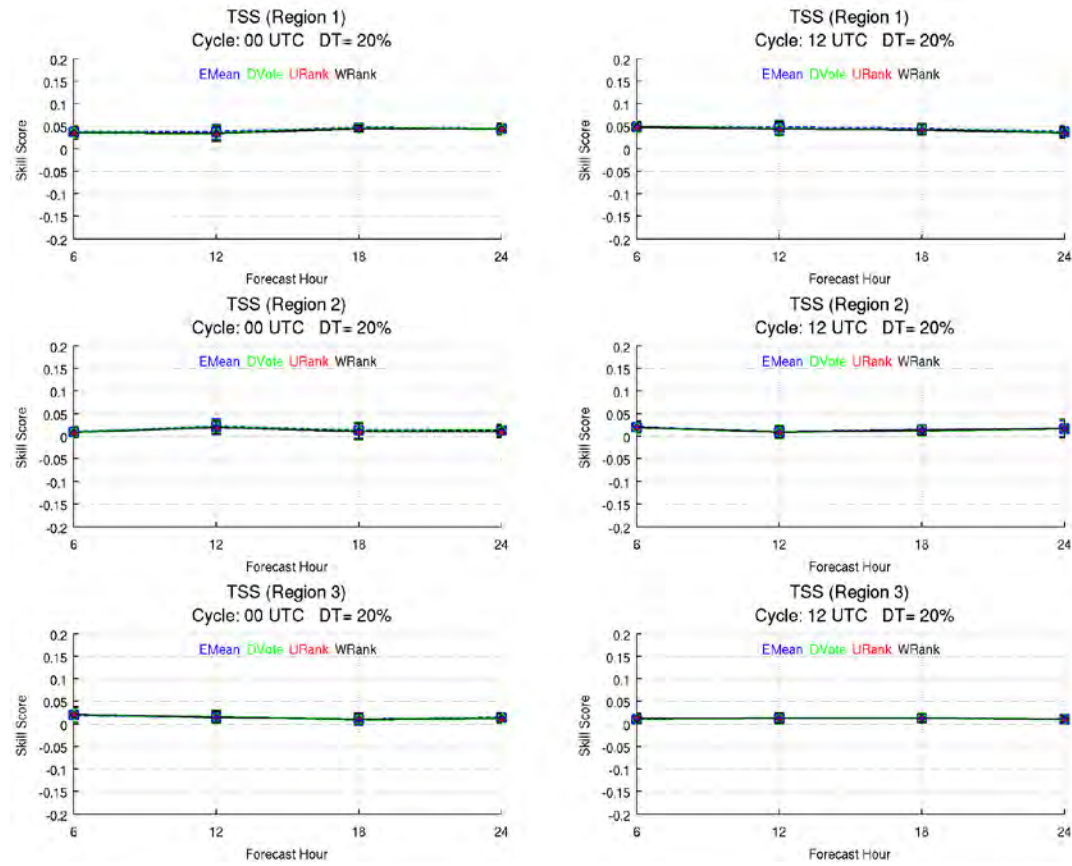 TSS (Region 1)
Cycle: 00 UTC DT= 20%
EMean DVote URank WRank
Skill Score
0.2
0.15
0.1
0.05
0
-0.05
-0.1
-0.15
-0.2
6 12 18 24
Forecast Hour
TSS (Region 1)
Cycle: 12 UTC DT= 20%
EMean DVote URank WRank
Skill Score
0.2
0.15
0.1
0.05
0
-0.05
-0.1
-0.15
-0.2
6 12 18 24
Forecast Hour
TSS (Region 2)
Cycle: 00 UTC DT= 20%
EMean DVote URank WRank
Skill Score
0.2
0.15
0.1
0.05
0
-0.05
-0.1
-0.15
-0.2
6 12 18 24
Forecast Hour
TSS (Region 2)
Cycle: 12 UTC DT= 20%
EMean DVote URank WRank
Skill Score
0.2
0.15
0.1
0.05
0
-0.05
-0.1
-0.15
-0.2
6 12 18 24
Forecast Hour
TSS (Region 3)
Cycle: 00 UTC DT= 20%
EMean DVote URank WRank
Skill Score
0.2
0.15
0.1
0.05
0
-0.05
-0.1
-0.15
-0.2
6 12 18 24
Forecast Hour
TSS (Region 3)
Cycle: 12 UTC DT= 20%
EMean DVote URank WRank
Skill Score
0.2
0.15
0.1
0.05
0
-0.05
-0.1
-0.15
-0.2
6 12 18 24
Forecast Hour